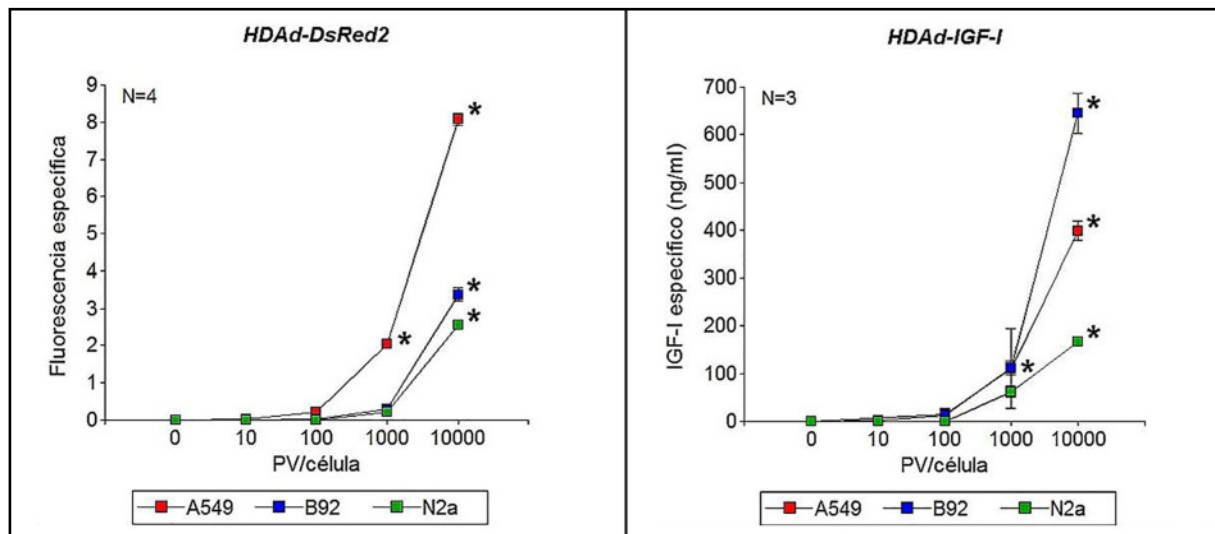 HDAd-DsRed2
N=4
Fluorescencia específica
9
8
7
6
5
4
3
2
1
0
*
*
*
*
0 10 100 1000 10000
PV/célula
A549 B92 N2a
HDAd-IGF-I
N=3
IGF-I específico (ng/ml)
700
600
500
400
300
200
100
0
*
*
*
*
0 10 100 1000 10000
PV/célula
A549 B92 N2a